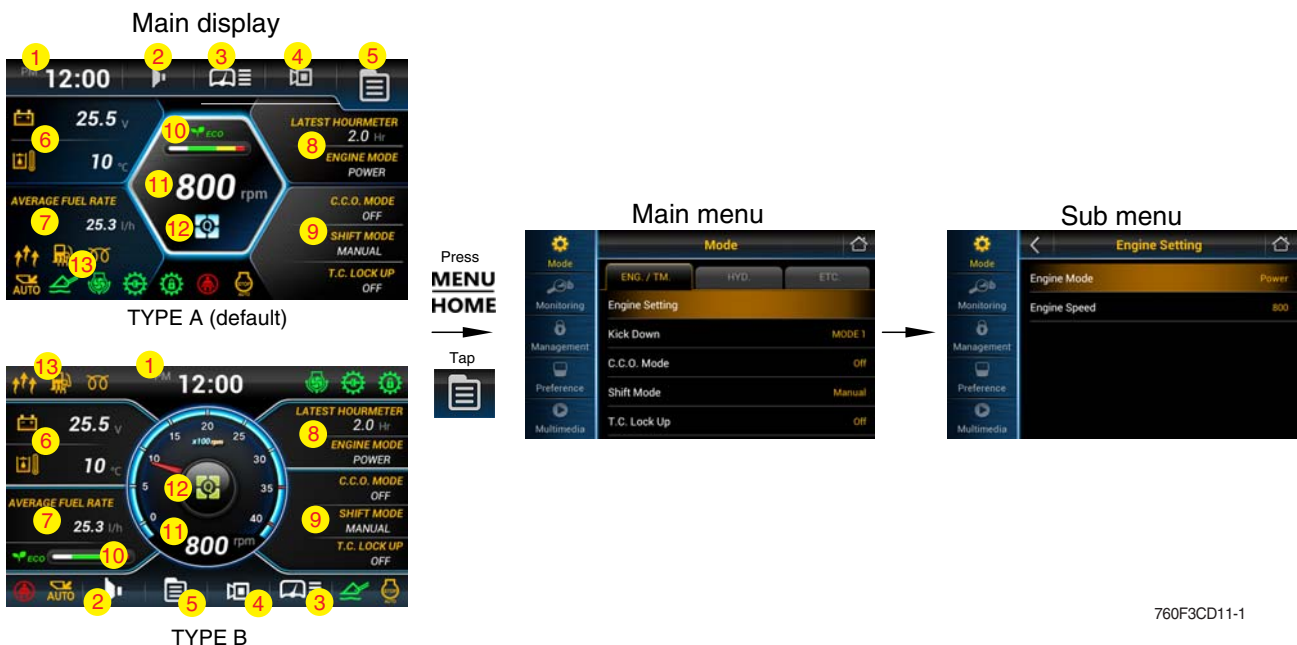 Main display
1
2
3
4
5
PM 12:00
6
25.5 V
10 °C
7
AVERAGE FUEL RATE
25.3 l/h
10
ECO
11
800 rpm
12
Q
8
LATEST HOURMETER
2.0 Hr
ENGINE MODE
POWER
9
C.C.O. MODE
OFF
SHIFT MODE
MANUAL
T.C. LOCK UP
OFF
13
AUTO
STOP
AUTO
TYPE A (default)
13
1
PM 12:00
6
25.5 V
10 °C
7
AVERAGE FUEL RATE
25.3 l/h
ECO
10
0
5
10
15
20
25
30
35
40
x100rpm
12
Q
11
800 rpm
8
LATEST HOURMETER
2.0 Hr
ENGINE MODE
POWER
9
C.C.O. MODE
OFF
SHIFT MODE
MANUAL
T.C. LOCK UP
OFF
AUTO
2
5
4
3
STOP
AUTO
TYPE B
Press
MENU
HOME
Tap
Main menu
Mode
Monitoring
Management
Preference
Multimedia
Mode
ENG. / TM.
HYD.
ETC.
Engine Setting
Kick Down MODE 1
C.C.O. Mode Off
Shift Mode Manual
T.C. Lock Up Off
Sub menu
Mode
Monitoring
Management
Preference
Multimedia
Engine Setting
Engine Mode Power
Engine Speed 800
760F3CD11-1